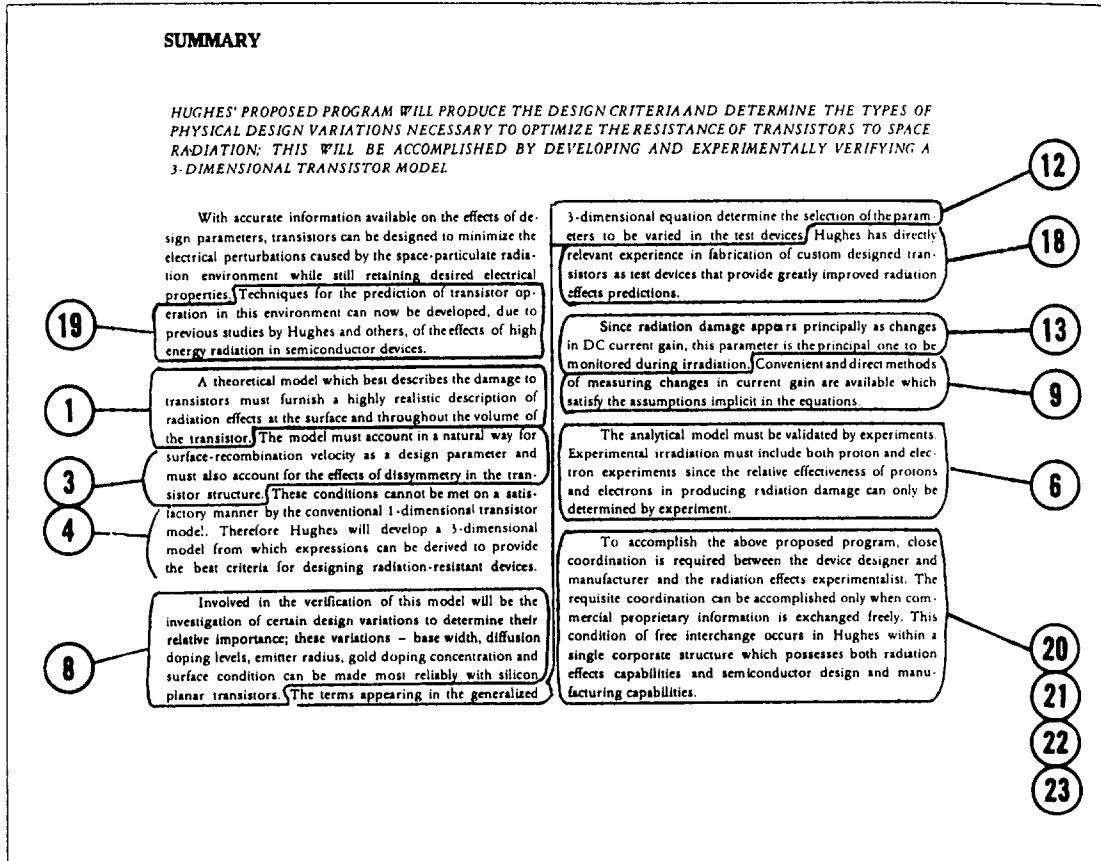 SUMMARY
HUGHES' PROPOSED PROGRAM WILL PRODUCE THE DESIGN CRITERIA AND DETERMINE THE TYPES OF
PHYSICAL DESIGN VARIATIONS NECESSARY TO OPTIMIZE THE RESISTANCE OF TRANSISTORS TO SPACE
RADIATION; THIS WILL BE ACCOMPLISHED BY DEVELOPING AND EXPERIMENTALLY VERIFYING A
3-DIMENSIONAL TRANSISTOR MODEL
With accurate information available on the effects of de-
sign parameters, transistors can be designed to minimize the
electrical perturbations caused by the space-particulate radia-
tion environment while still retaining desired electrical
properties. Techniques for the prediction of transistor op-
eration in this environment can now be developed, due to
previous studies by Hughes and others, of the effects of high
energy radiation in semiconductor devices.
A theoretical model which best describes the damage to
transistors must furnish a highly realistic description of
radiation effects at the surface and throughout the volume of
the transistor. The model must account in a natural way for
surface-recombination velocity as a design parameter and
must also account for the effects of dissymmetry in the tran-
sistor structure. These conditions cannot be met on a satis-
factory manner by the conventional 1-dimensional transistor
model. Therefore Hughes will develop a 3-dimensional
model from which expressions can be derived to provide
the best criteria for designing radiation-resistant devices.
Involved in the verification of this model will be the
investigation of certain design variations to determine their
relative importance; these variations – base width, diffusion
doping levels, emitter radius, gold doping concentration and
surface condition can be made most reliably with silicon
planar transistors. The terms appearing in the generalized
19
1
3
4
8
3-dimensional equation determine the selection of the param-
eters to be varied in the test devices. Hughes has directly
relevant experience in fabrication of custom designed tran-
sistors as test devices that provide greatly improved radiation
effects predictions.
Since radiation damage appears principally as changes
in DC current gain, this parameter is the principal one to be
monitored during irradiation. Convenient and direct methods
of measuring changes in current gain are available which
satisfy the assumptions implicit in the equations.
The analytical model must be validated by experiments.
Experimental irradiation must include both proton and elec-
tron experiments since the relative effectiveness of protons
and electrons in producing radiation damage can only be
determined by experiment.
To accomplish the above proposed program, close
coordination is required between the device designer and
manufacturer and the radiation effects experimentalist. The
requisite coordination can be accomplished only when com-
mercial proprietary information is exchanged freely. This
condition of free interchange occurs in Hughes within a
single corporate structure which possesses both radiation
effects capabilities and semiconductor design and manu-
facturing capabilities.
12
18
13
9
6
20
21
22
23